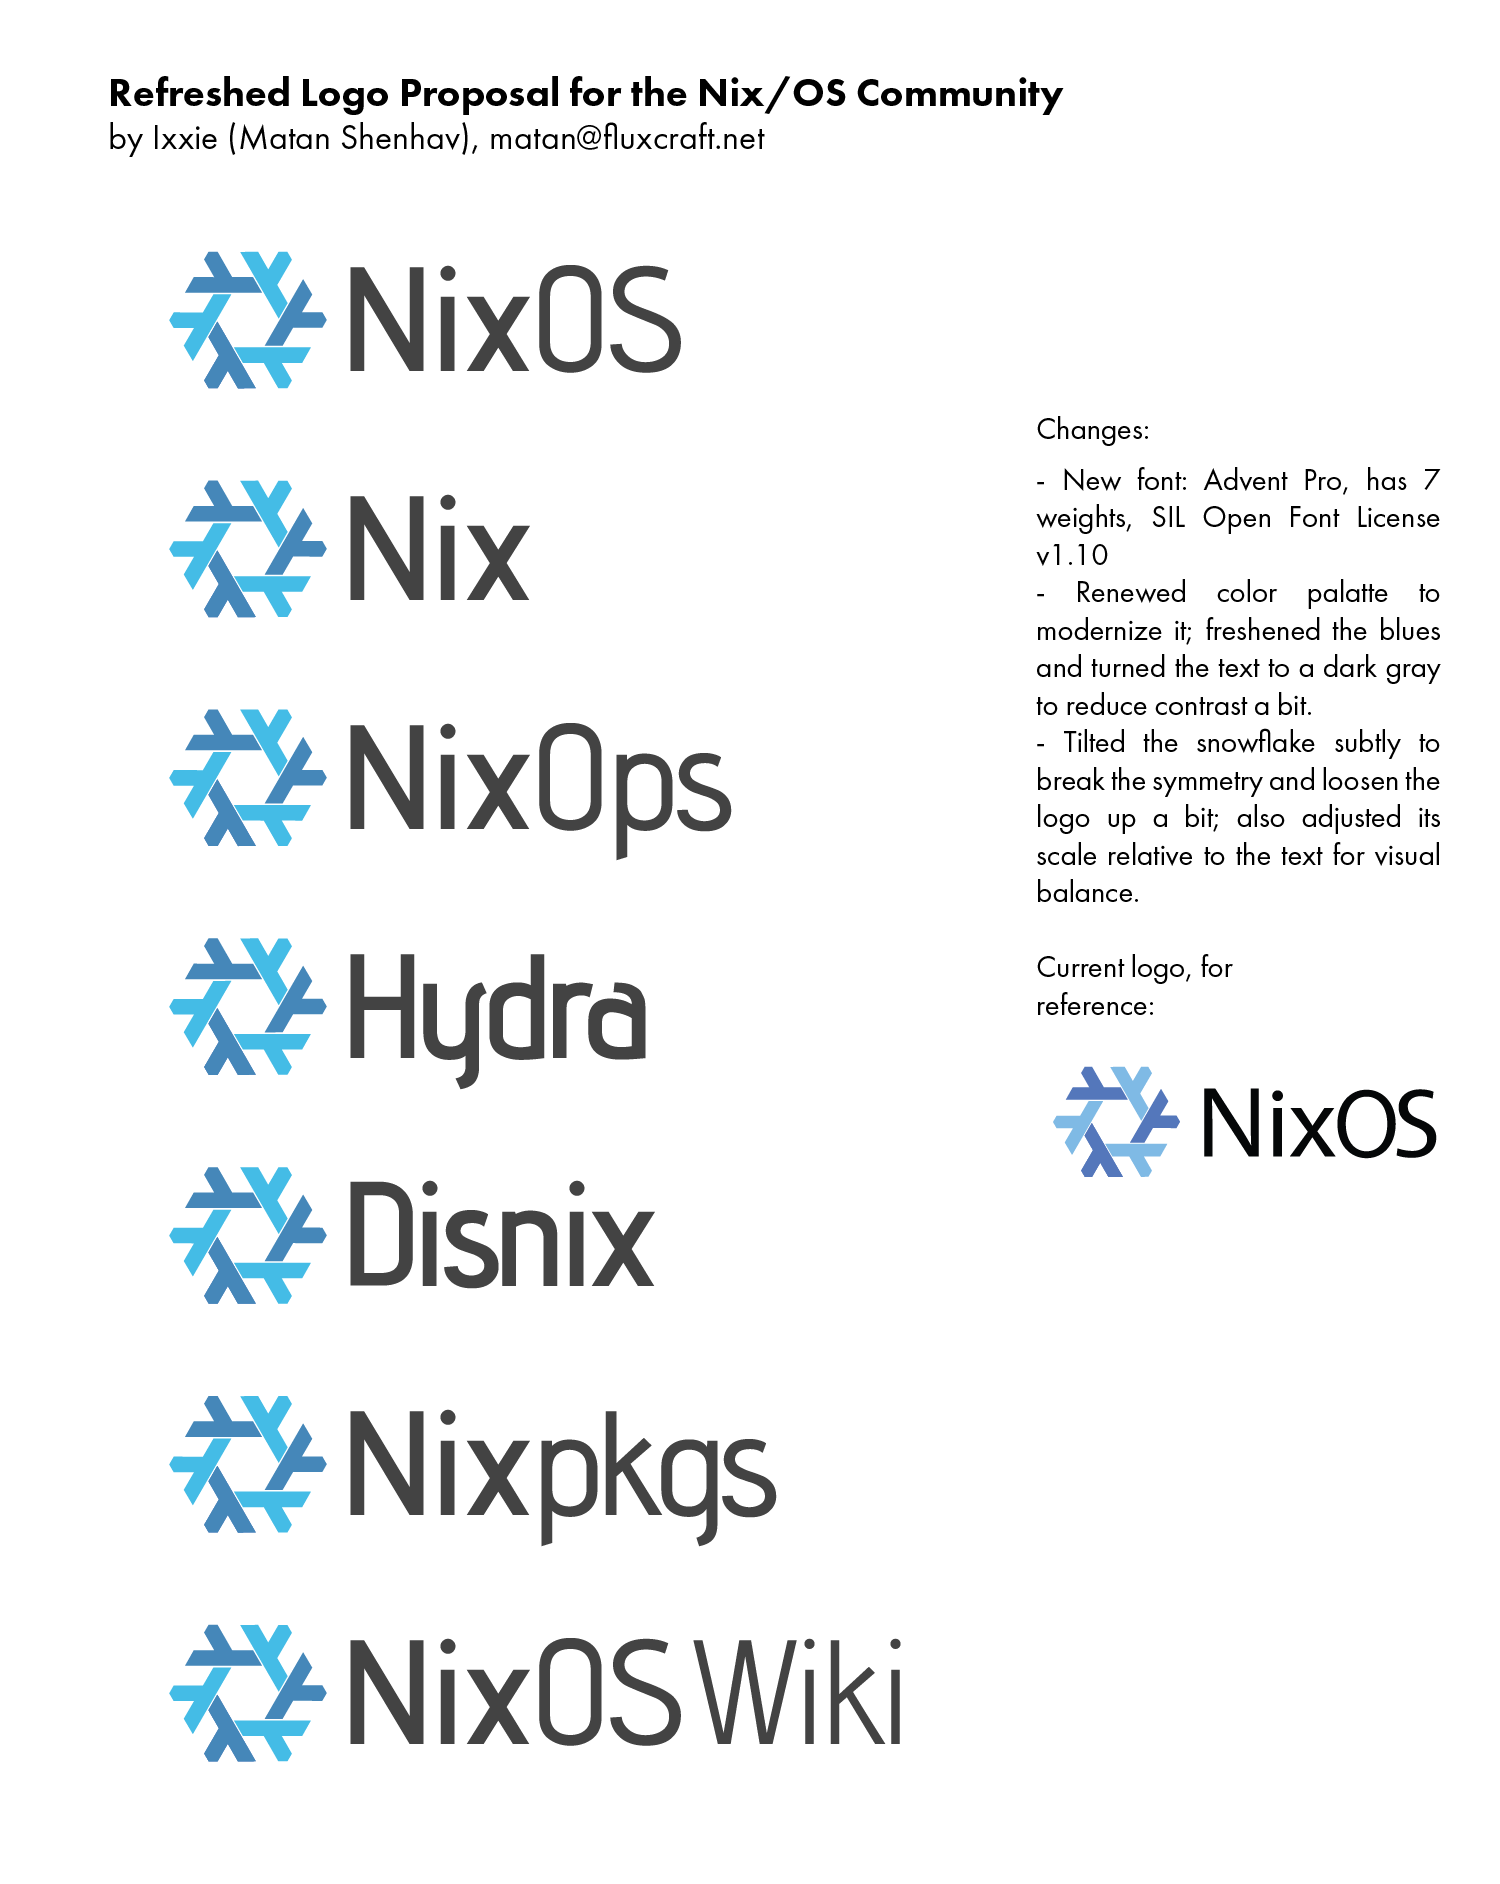 Refreshed Logo Proposal for the Nix/OS Community
by Ixxie (Matan Shenhav), matan@fluxcraft.net
NixOS
Nix
NixOps
Hydra
Disnix
Nixpkgs
NixOS Wiki
Changes:
- New font: Advent Pro, has 7
weights, SIL Open Font License
v1.10
- Renewed color palatte to
modernize it; freshened the blues
and turned the text to a dark gray
to reduce contrast a bit.
- Tilted the snowflake subtly to
break the symmetry and loosen the
logo up a bit; also adjusted its
scale relative to the text for visual
balance.
Current logo, for
reference:
NixOS